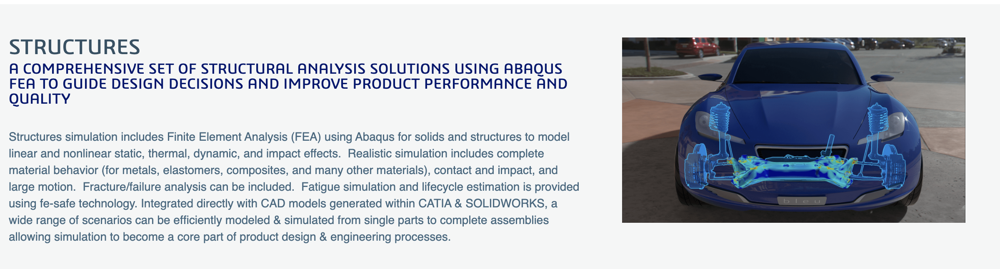 STRUCTURES
A COMPREHENSIVE SET OF STRUCTURAL ANALYSIS SOLUTIONS USING ABAQUS
FEA TO GUIDE DESIGN DECISIONS AND IMPROVE PRODUCT PERFORMANCE AND
QUALITY
Structures simulation includes Finite Element Analysis (FEA) using Abaqus for solids and structures to model
linear and nonlinear static, thermal, dynamic, and impact effects.  Realistic simulation includes complete
material behavior (for metals, elastomers, composites, and many other materials), contact and impact, and
large motion.  Fracture/failure analysis can be included.  Fatigue simulation and lifecycle estimation is provided
using fe-safe technology. Integrated directly with CAD models generated within CATIA & SOLIDWORKS, a
wide range of scenarios can be efficiently modeled & simulated from single parts to complete assemblies
allowing simulation to become a core part of product design & engineering processes.
bleu